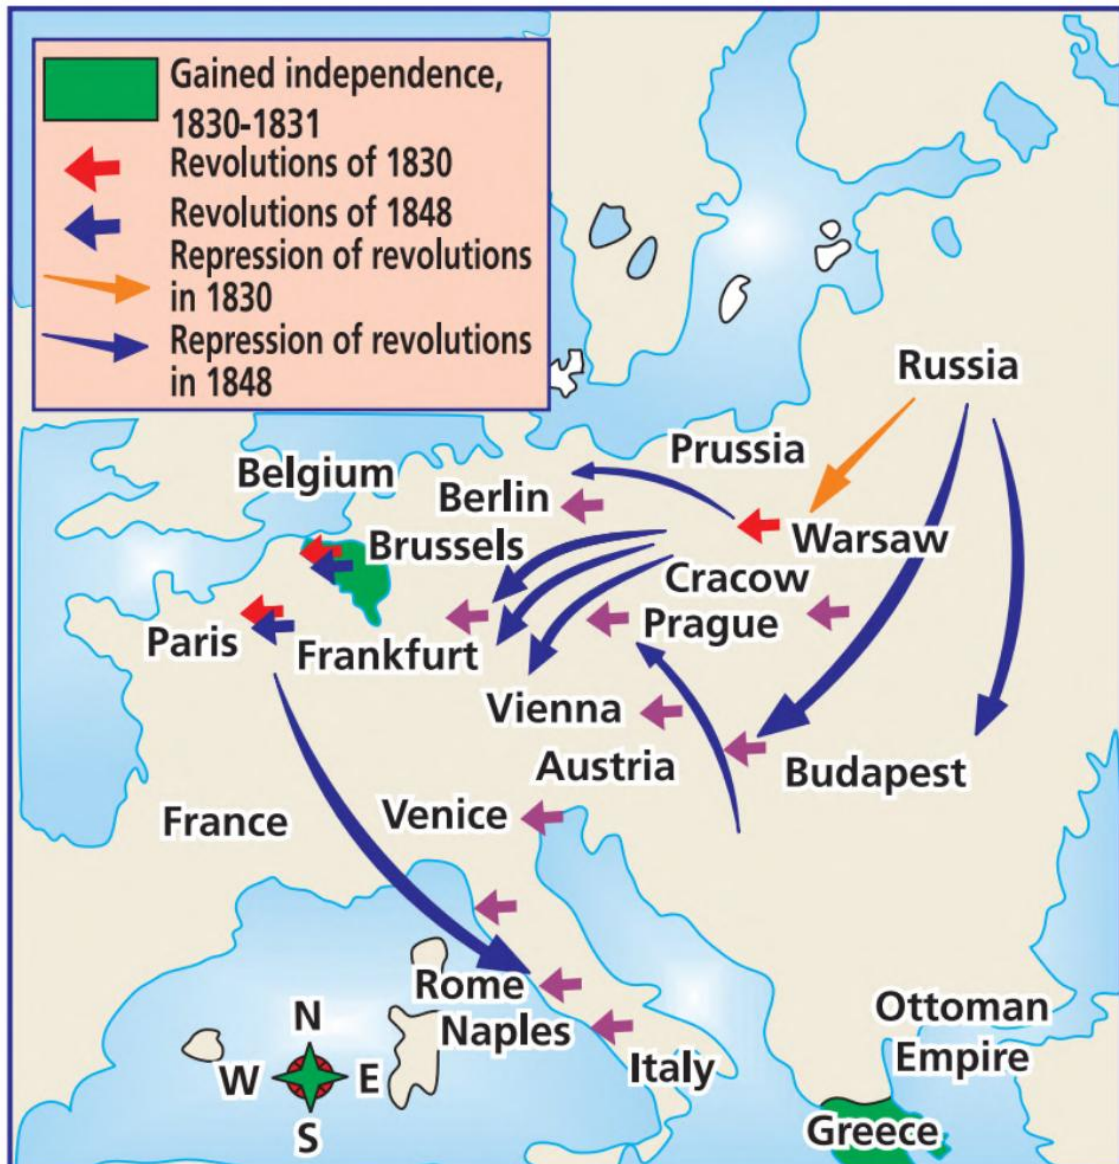 Gained independence,
1830-1831
Revolutions of 1830
Revolutions of 1848
Repression of revolutions
in 1830
Repression of revolutions
in 1848
Russia
Prussia
Belgium
Berlin
Brussels
Warsaw
Cracow
Paris
Frankfurt
Prague
Vienna
Austria
Budapest
France
Venice
Rome
Naples
Italy
Ottoman
Empire
Greece
N
W
E
S